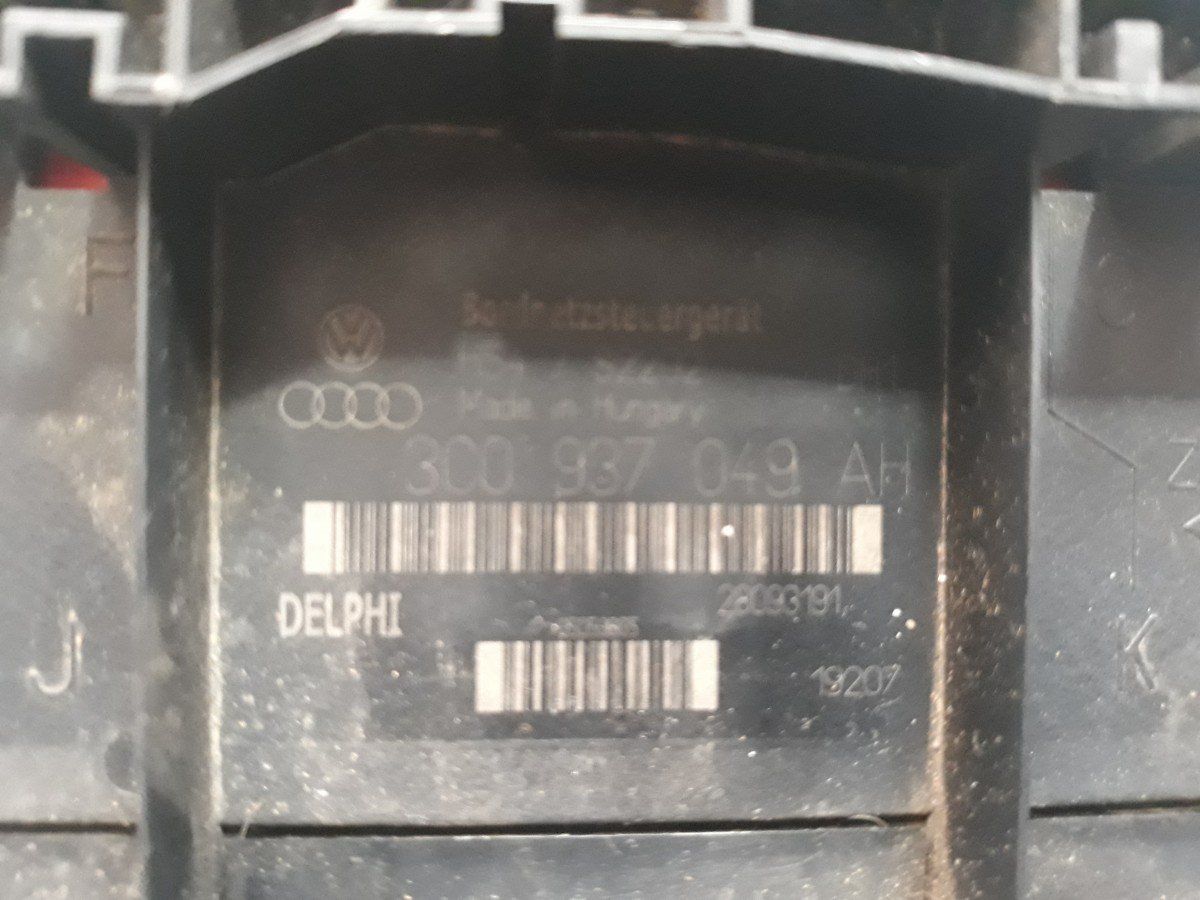 F
Bordnetzsteuergerät
Made in Hungary
3C0 937 049 AH
DELPHI
28093191
19207
J
K
Z